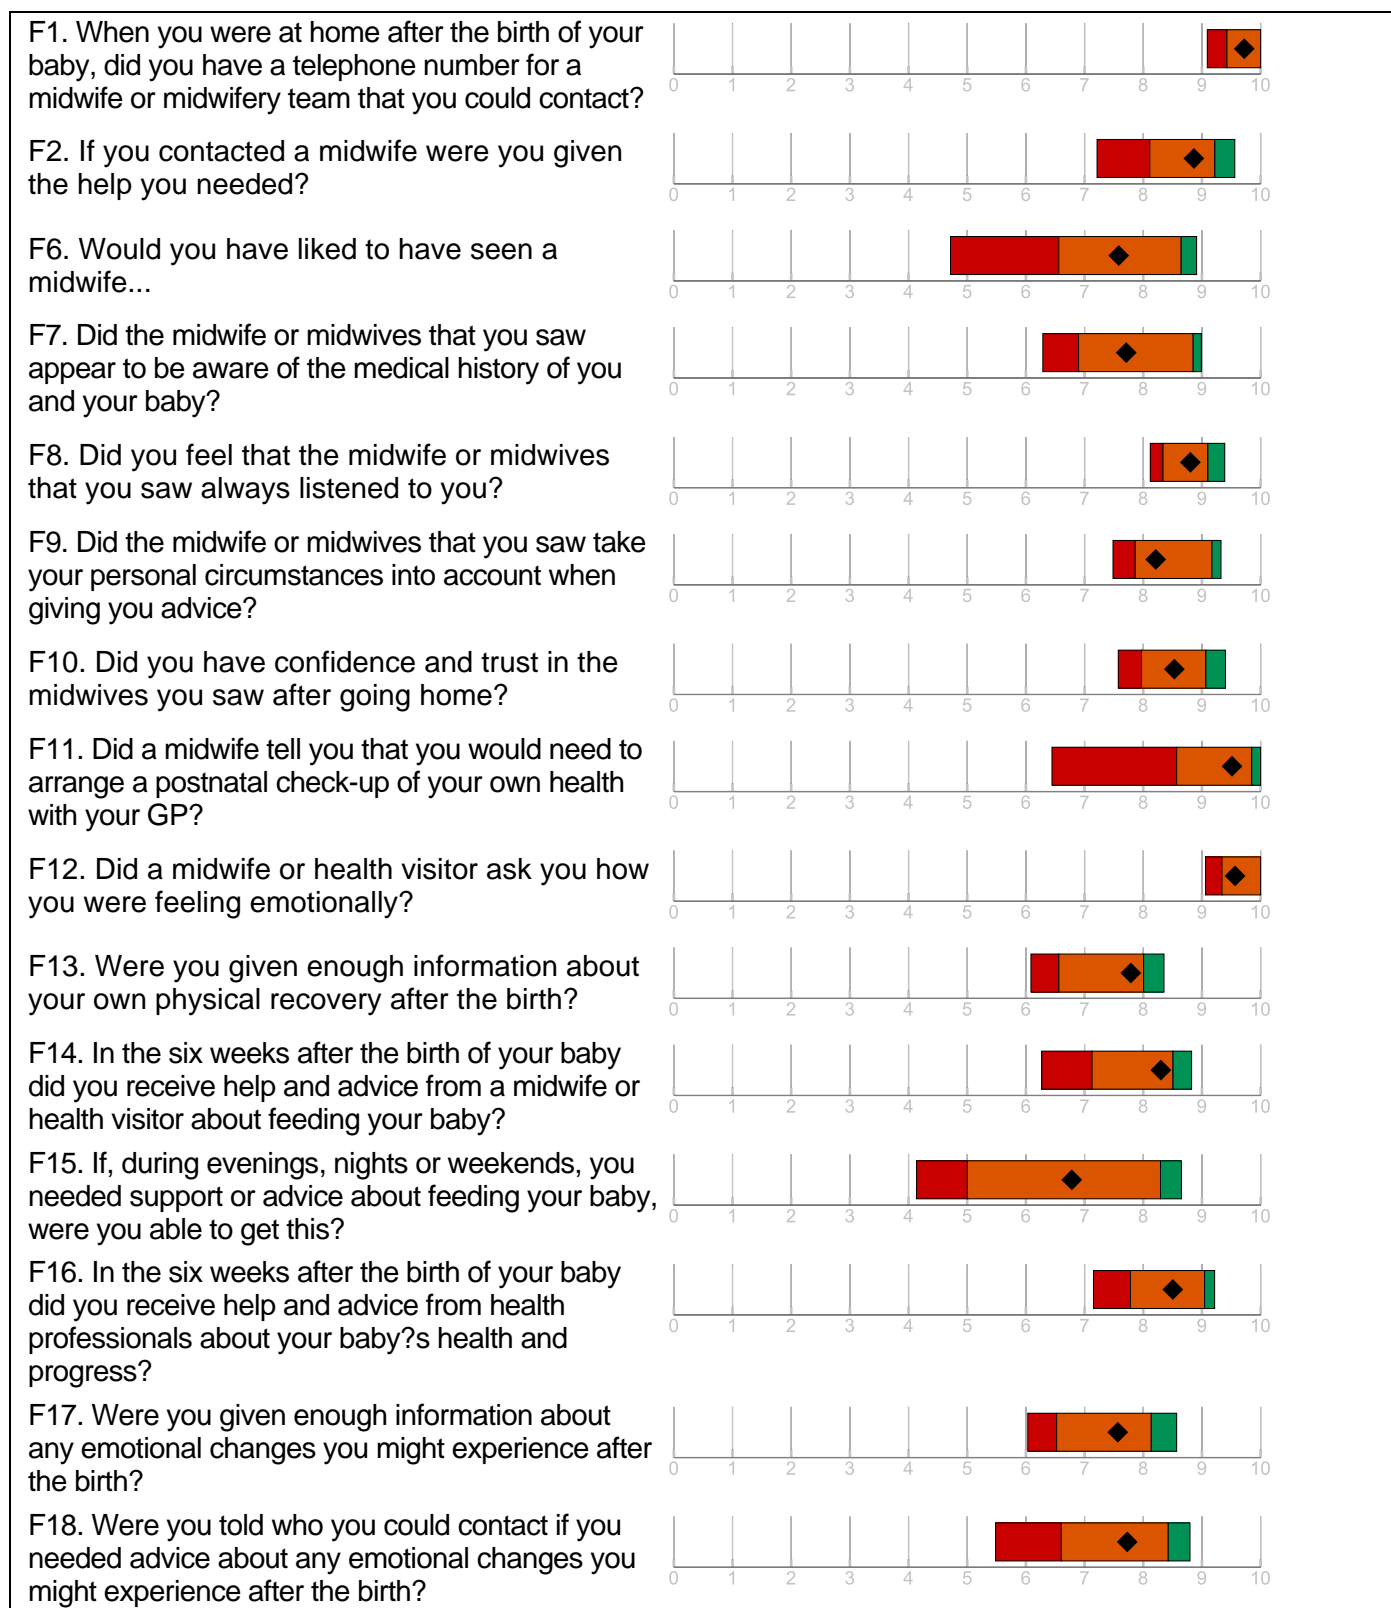 F1. When you were at home after the birth of your
baby, did you have a telephone number for a
midwife or midwifery team that you could contact?
0 1 2 3 4 5 6 7 8 9 10
F2. If you contacted a midwife were you given
the help you needed?
0 1 2 3 4 5 6 7 8 9 10
F6. Would you have liked to have seen a
midwife...
0 1 2 3 4 5 6 7 8 9 10
F7. Did the midwife or midwives that you saw
appear to be aware of the medical history of you
and your baby?
0 1 2 3 4 5 6 7 8 9 10
F8. Did you feel that the midwife or midwives
that you saw always listened to you?
0 1 2 3 4 5 6 7 8 9 10
F9. Did the midwife or midwives that you saw take
your personal circumstances into account when
giving you advice?
0 1 2 3 4 5 6 7 8 9 10
F10. Did you have confidence and trust in the
midwives you saw after going home?
0 1 2 3 4 5 6 7 8 9 10
F11. Did a midwife tell you that you would need to
arrange a postnatal check-up of your own health
with your GP?
0 1 2 3 4 5 6 7 8 9 10
F12. Did a midwife or health visitor ask you how
you were feeling emotionally?
0 1 2 3 4 5 6 7 8 9 10
F13. Were you given enough information about
your own physical recovery after the birth?
0 1 2 3 4 5 6 7 8 9 10
F14. In the six weeks after the birth of your baby
did you receive help and advice from a midwife or
health visitor about feeding your baby?
0 1 2 3 4 5 6 7 8 9 10
F15. If, during evenings, nights or weekends, you
needed support or advice about feeding your baby,
were you able to get this?
0 1 2 3 4 5 6 7 8 9 10
F16. In the six weeks after the birth of your baby
did you receive help and advice from health
professionals about your baby?s health and
progress?
0 1 2 3 4 5 6 7 8 9 10
F17. Were you given enough information about
any emotional changes you might experience after
the birth?
0 1 2 3 4 5 6 7 8 9 10
F18. Were you told who you could contact if you
needed advice about any emotional changes you
might experience after the birth?
0 1 2 3 4 5 6 7 8 9 10